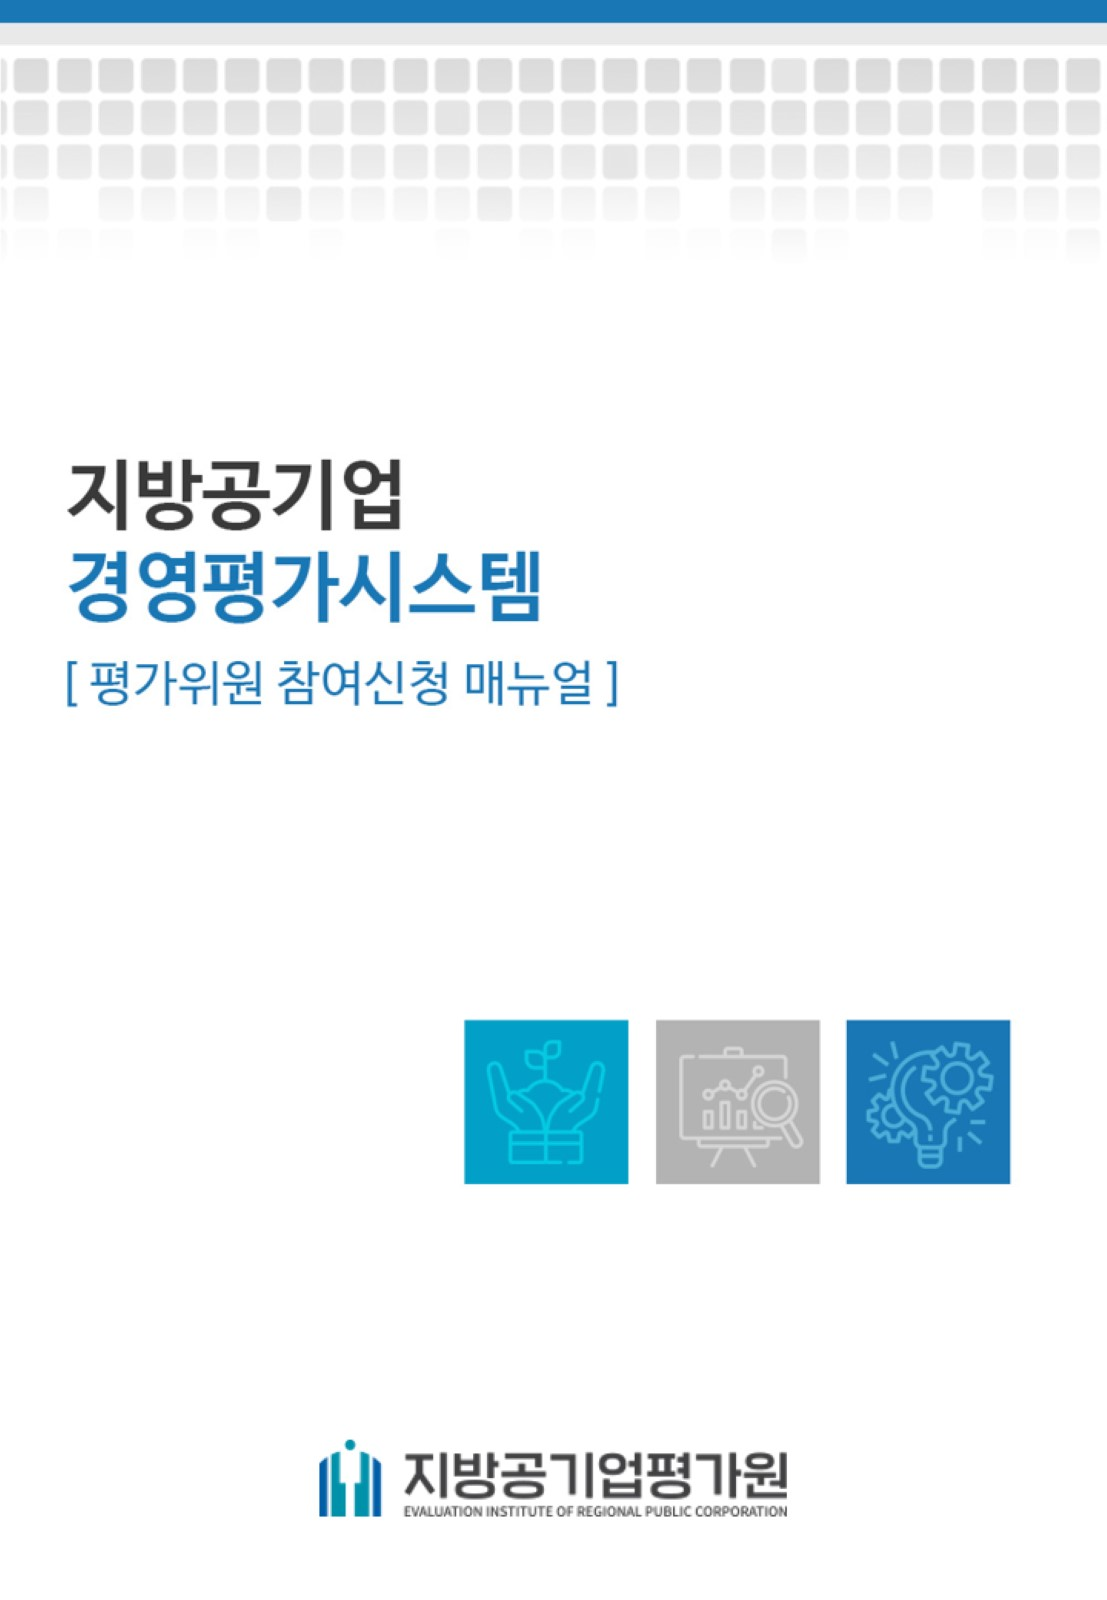 지방공기업
경영평가시스템
[ 평가위원 참여신청 매뉴얼 ]
지방공기업평가원
EVALUATION INSTITUTE OF REGIONAL PUBLIC CORPORATION